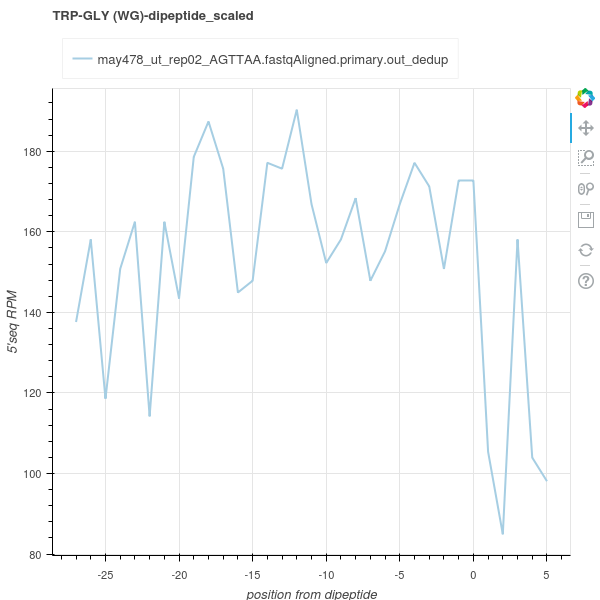 TRP-GLY (WG)-dipeptide_scaled
may478_ut_rep02_AGTTAA.fastqAligned.primary.out_dedup
180
160
140
120
100
80
5'seq RPM
-25 -20 -15 -10 -5 0 5
position from dipeptide